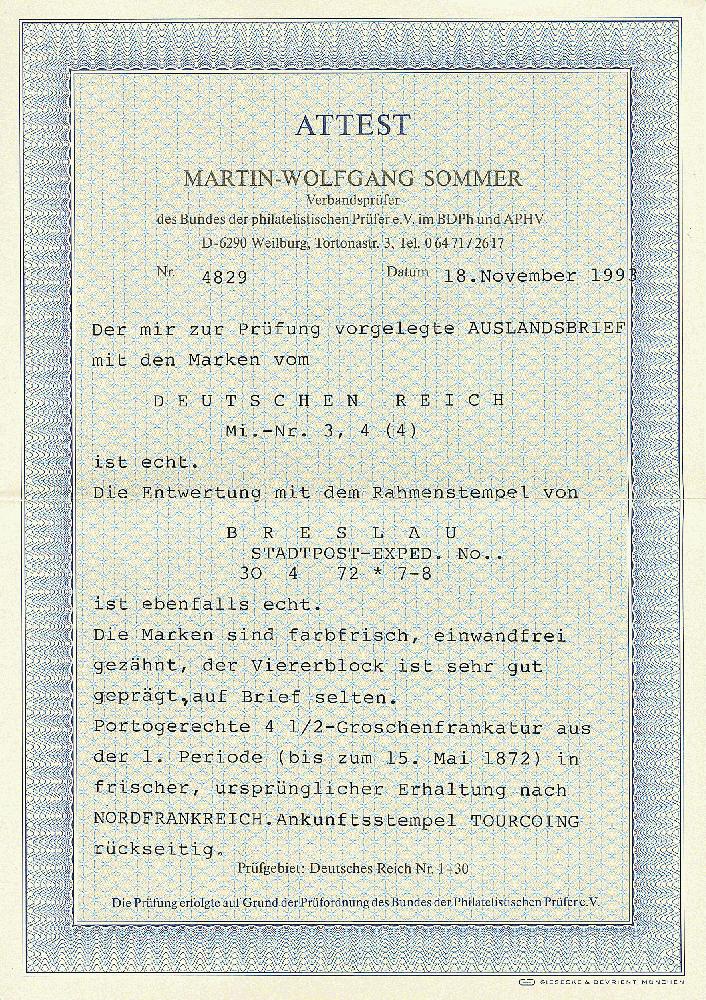 ATTEST
MARTIN-WOLFGANG SOMMER
Verbandsprüfer
des Bundes der philatelistischen Prüfer e.V. im BDPh und APHV
D-6290 Weilburg, Tortonastr. 3, Tel. 0 64 71 / 26 17
Nr. 4829 Datum 18.November 1993
Der mir zur Prüfung vorgelegte AUSLANDSBRIEF
mit den Marken vom
D E U T S C H E N R E I C H
Mi.-Nr. 3, 4 (4)
ist echt.
Die Entwertung mit dem Rahmenstempel von
B R E S L A U
STADTPOST-EXPED. No..
30 4 72 * 7-8
ist ebenfalls echt.
Die Marken sind farbfrisch, einwandfrei
gezähnt, der Viererblock ist sehr gut
geprägt,auf Brief selten.
Portogerechte 4 1/2-Groschenfrankatur aus
der 1. Periode (bis zum 15. Mai 1872) in
frischer, ursprünglicher Erhaltung nach
NORDFRANKREICH.Ankunftsstempel TOURCOING
rückseitig.
Prüfgebiet: Deutsches Reich Nr. 1-30
Die Prüfung erfolgte auf Grund der Prüfordnung des Bundes der Philatelistischen Prüfer e.V.
GIESECKE & DEVRIENT MÜNCHEN